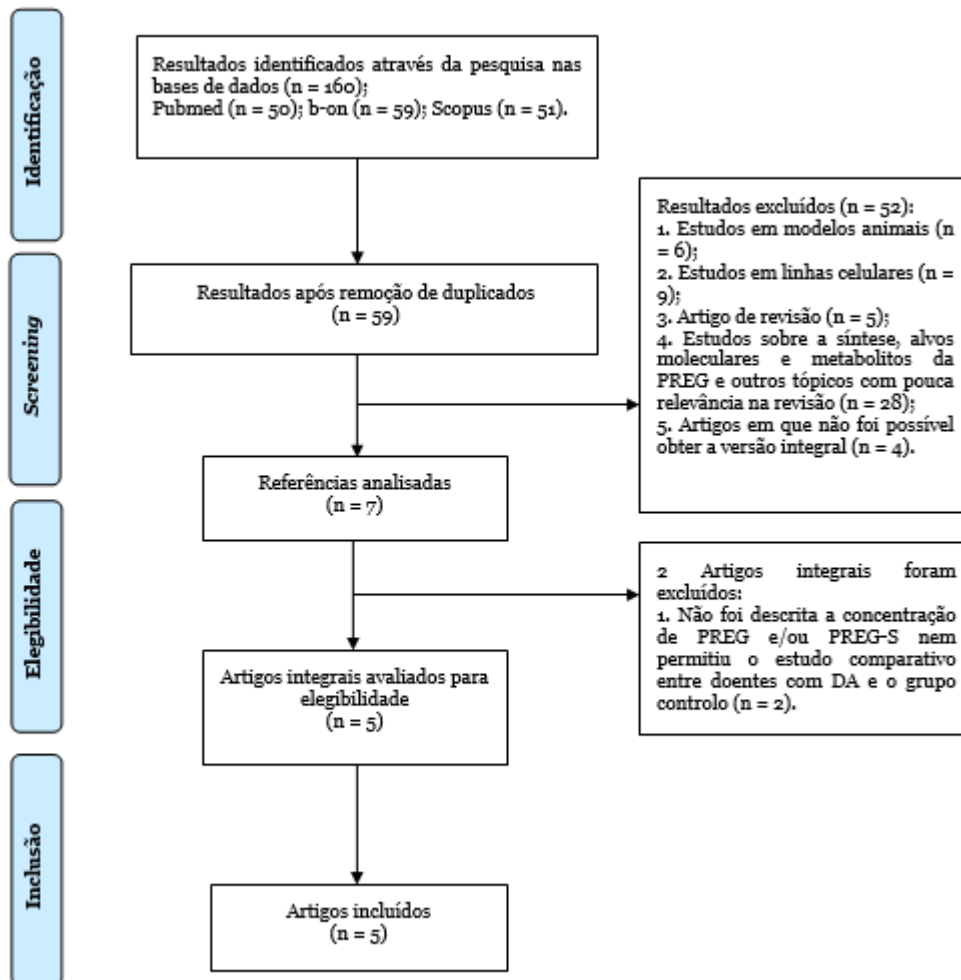 Identificação
Resultados identificados através da pesquisa nas
bases de dados (n = 160);
Pubmed (n = 50); b-on (n = 59); Scopus (n = 51).
Screening
Resultados após remoção de duplicados
(n = 59)
Resultados excluídos (n = 52):
1. Estudos em modelos animais (n
= 6);
2. Estudos em linhas celulares (n =
9);
3. Artigo de revisão (n = 5);
4. Estudos sobre a síntese, alvos
moleculares e metabolitos da
PREG e outros tópicos com pouca
relevância na revisão (n = 28);
5. Artigos em que não foi possível
obter a versão integral (n = 4).
Referências analisadas
(n = 7)
Elegibilidade
2 Artigos integrais foram
excluídos:
1. Não foi descrita a concentração
de PREG e/ou PREG-S nem
permitiu o estudo comparativo
entre doentes com DA e o grupo
controlo (n = 2).
Artigos integrais avaliados para
elegibilidade
(n = 5)
Inclusão
Artigos incluídos
(n = 5)